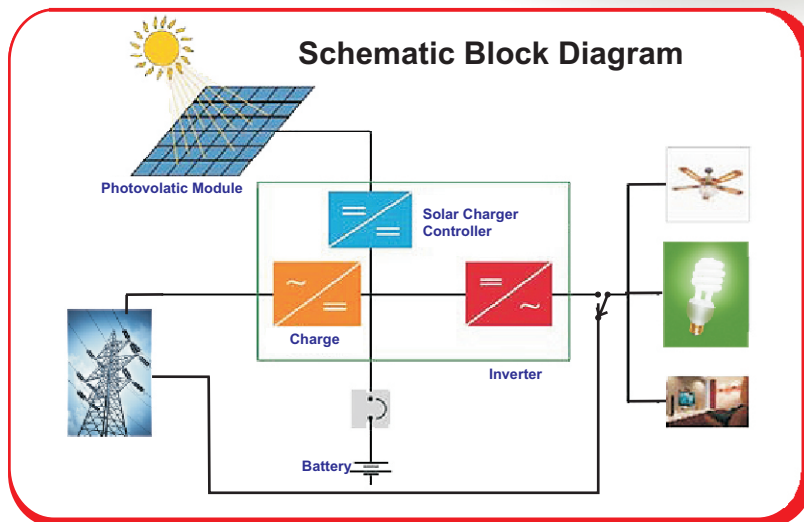 Schematic Block Diagram
Photovolatic Module
Solar Charger
Controller
Charge
Inverter
Battery